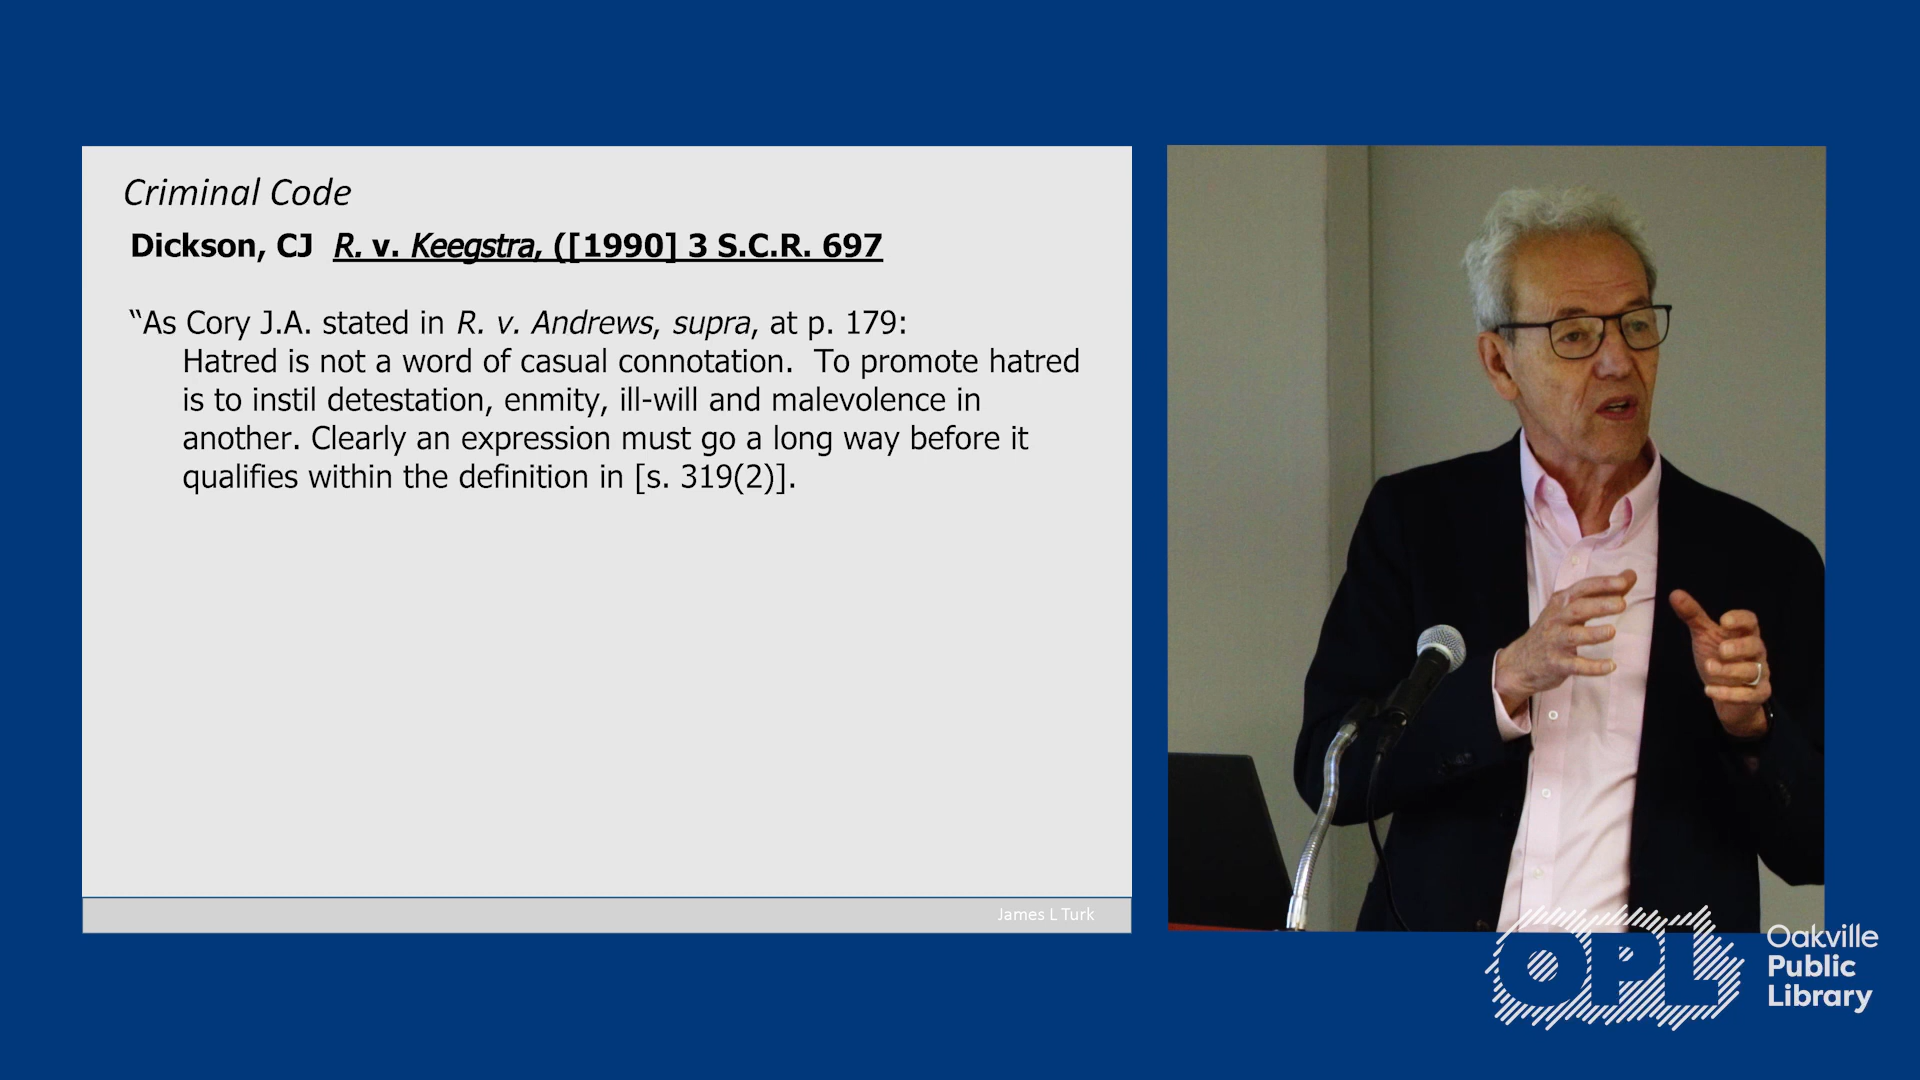 Criminal Code
Dickson, CJ R. v. Keegstra, ([1990] 3 S.C.R. 697
“As Cory J.A. stated in R. v. Andrews, supra, at p. 179:
Hatred is not a word of casual connotation. To promote hatred
is to instil detestation, enmity, ill-will and malevolence in
another. Clearly an expression must go a long way before it
qualifies within the definition in [s. 319(2)].
James L Turk
OPL
Oakville
Public
Library